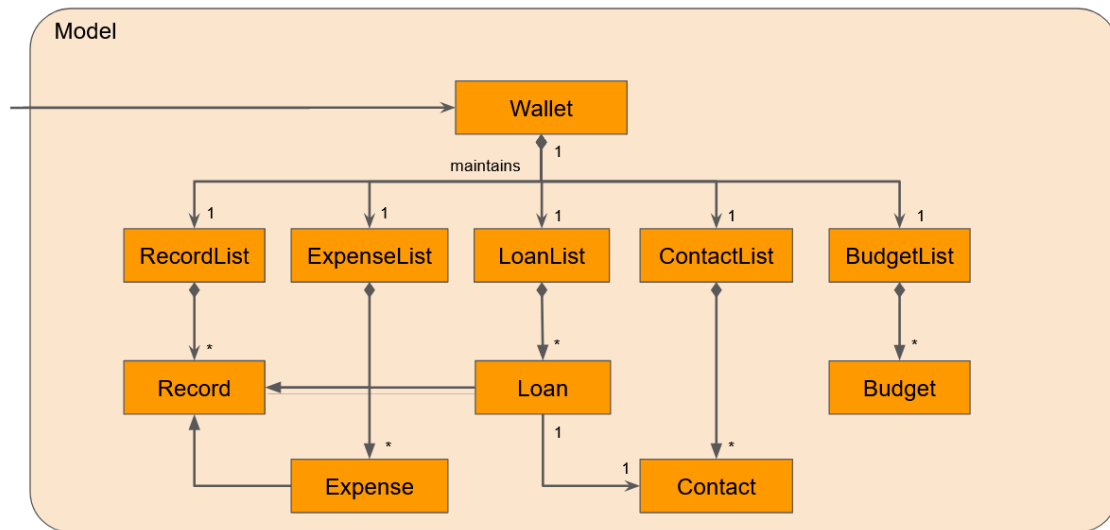 Model
Wallet
1
maintains
1
1
1
1
1
RecordList
ExpenseList
LoanList
ContactList
BudgetList
*
*
*
Record
Loan
Budget
1
*
*
1
Expense
Contact